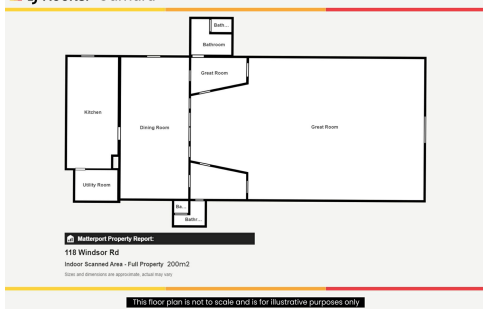 Bath...
Bathroom
Great Room
Kitchen
Dining Room
Great Room
Utility Room
Ba...
Bathr...
Matterport Property Report:
118 Windsor Rd
Indoor Scanned Area - Full Property 200m2
Sizes and dimensions are approximate, actual may vary
This floor plan is not to scale and is for illustrative purposes only